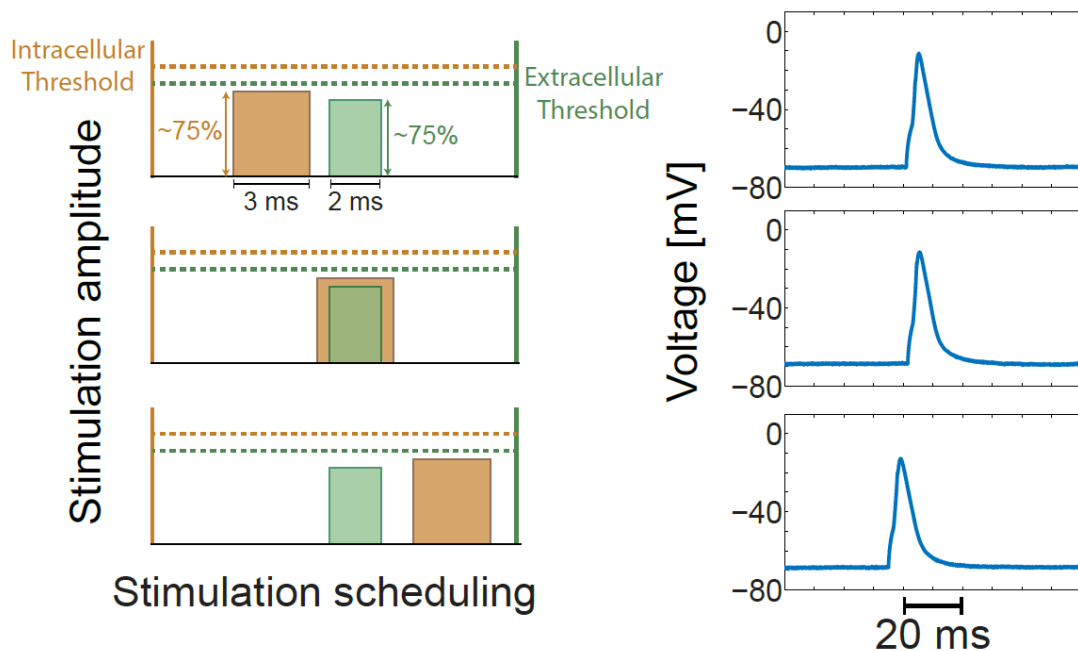 Intracellular
Threshold
Extracellular
Threshold
~75%
~75%
3 ms
2 ms
Stimulation amplitude
Stimulation scheduling
Voltage [mV]
0
−40
−80
0
−40
−80
0
−40
−80
20 ms